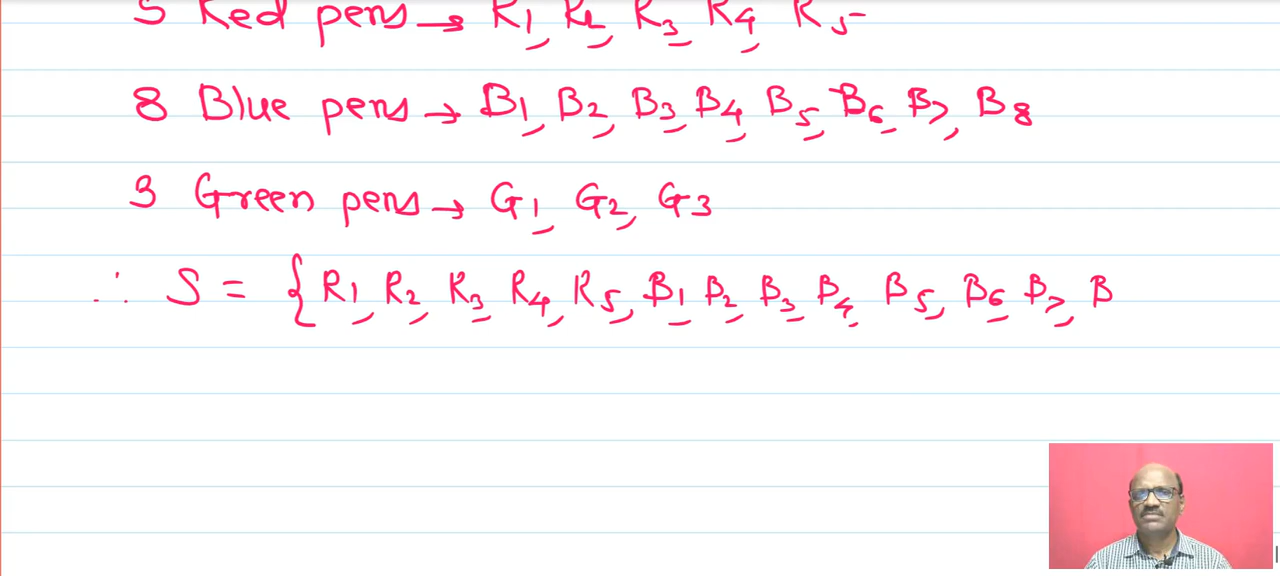 5 Red pens → R1, R2, R3, R4, R5
8 Blue pens → B1, B2, B3, B4, B5, B6, B7, B8
3 Green pens → G1, G2, G3
∴ S = { R1, R2, R3, R4, R5, B1, B2, B3, B4, B5, B6, B7, B